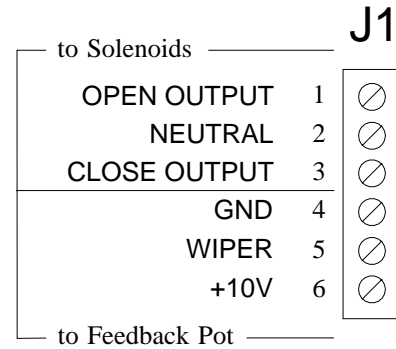 J1
to Solenoids
OPEN OUTPUT 1
NEUTRAL 2
CLOSE OUTPUT 3
GND 4
WIPER 5
+10V 6
to Feedback Pot